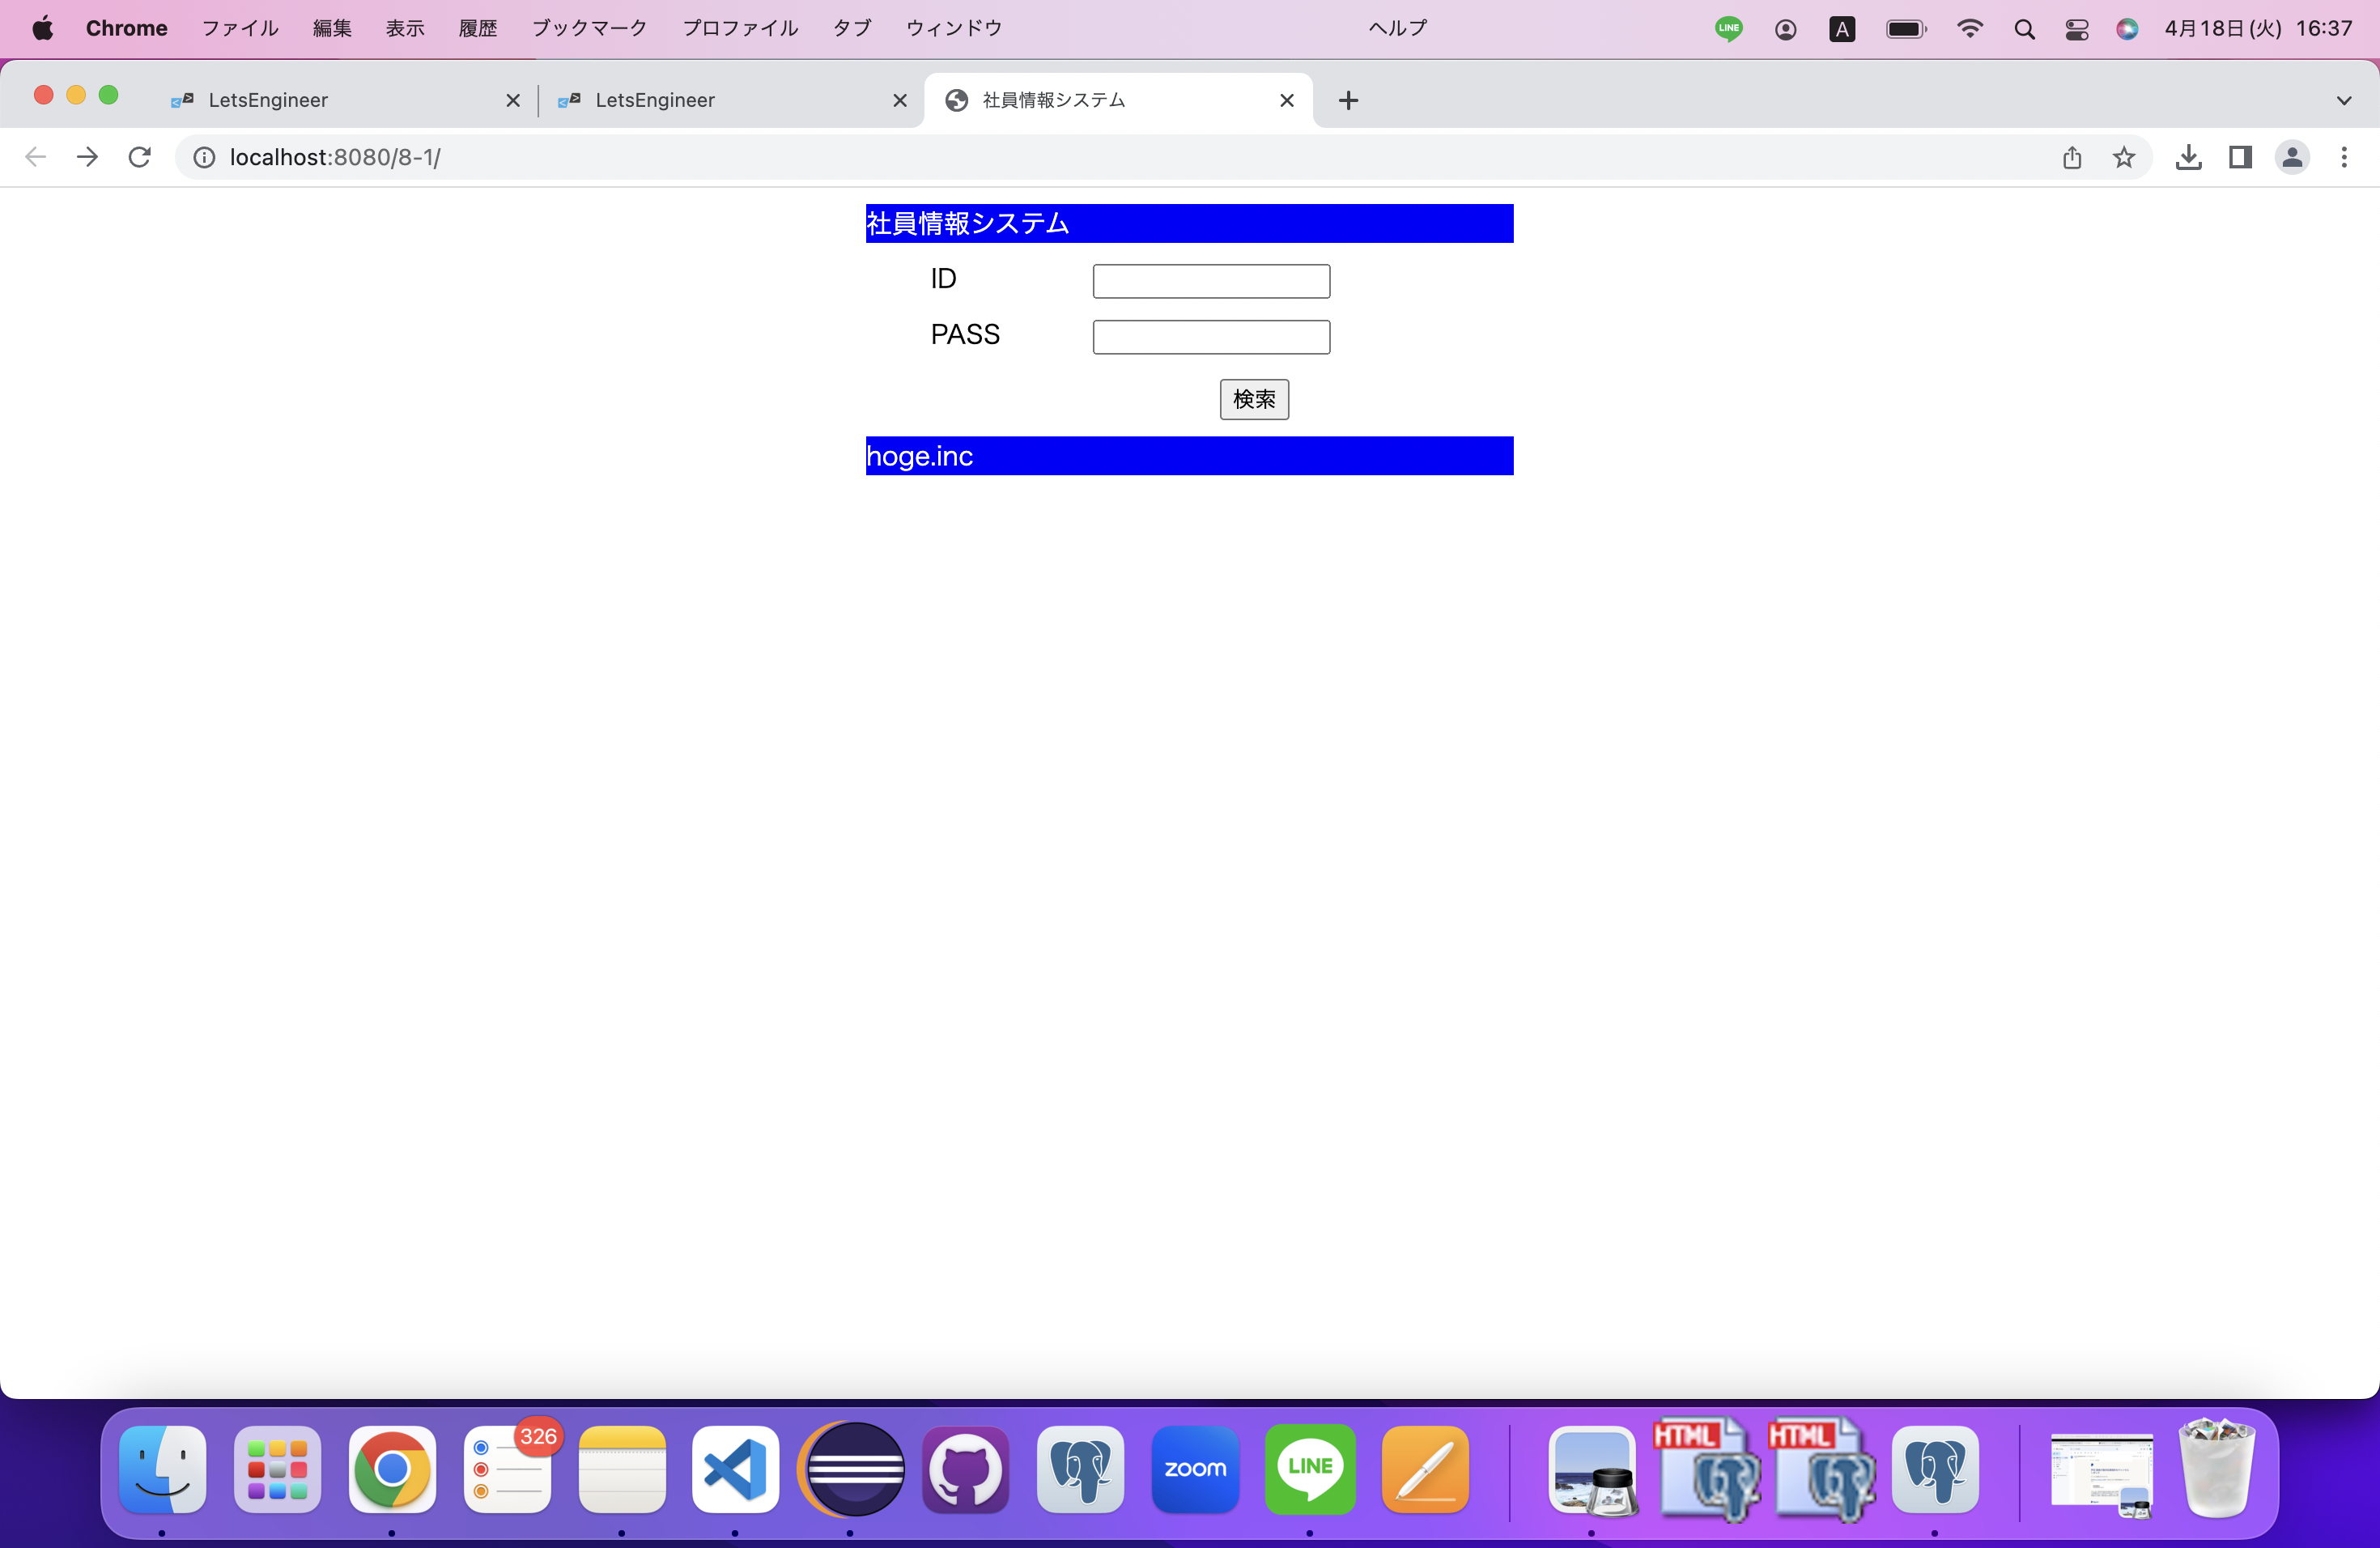 Chrome ファイル 編集 表示 履歴 ブックマーク プロファイル タブ ウィンドウ ヘルプ LINE A 4月18日(火) 16:37
LetsEngineer LetsEngineer 社員情報システム
localhost:8080/8-1/
社員情報システム
ID
PASS
検索
hoge.inc
326
zoom LINE HTML HTML